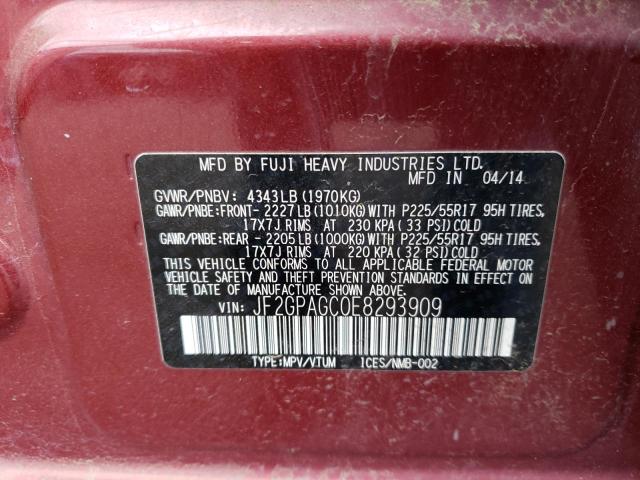 MFD BY FUJI HEAVY INDUSTRIES LTD.
MFD IN 04/14
GVWR/PNBV: 4343LB (1970KG)
GAWR/PNBE: FRONT- 2227LB (1010KG) WITH P225/55R17 95H TIRES,
17X7J RIMS AT 230 KPA (33 PSI) COLD
GAWR/PNBE: REAR - 2205LB (1000KG) WITH P225/55R17 95H TIRES,
17X7J RIMS AT 220 KPA (32 PSI) COLD
THIS VEHICLE CONFORMS TO ALL APPLICABLE FEDERAL MOTOR
VEHICLE SAFETY AND THEFT PREVENTION STANDARDS IN EFFECT ON
THE DATE OF MANUFACTURE SHOWN ABOVE.
VIN: JF2GPAGC0E8293909
TYPE:MPV/VTUM ICES/NMB-002